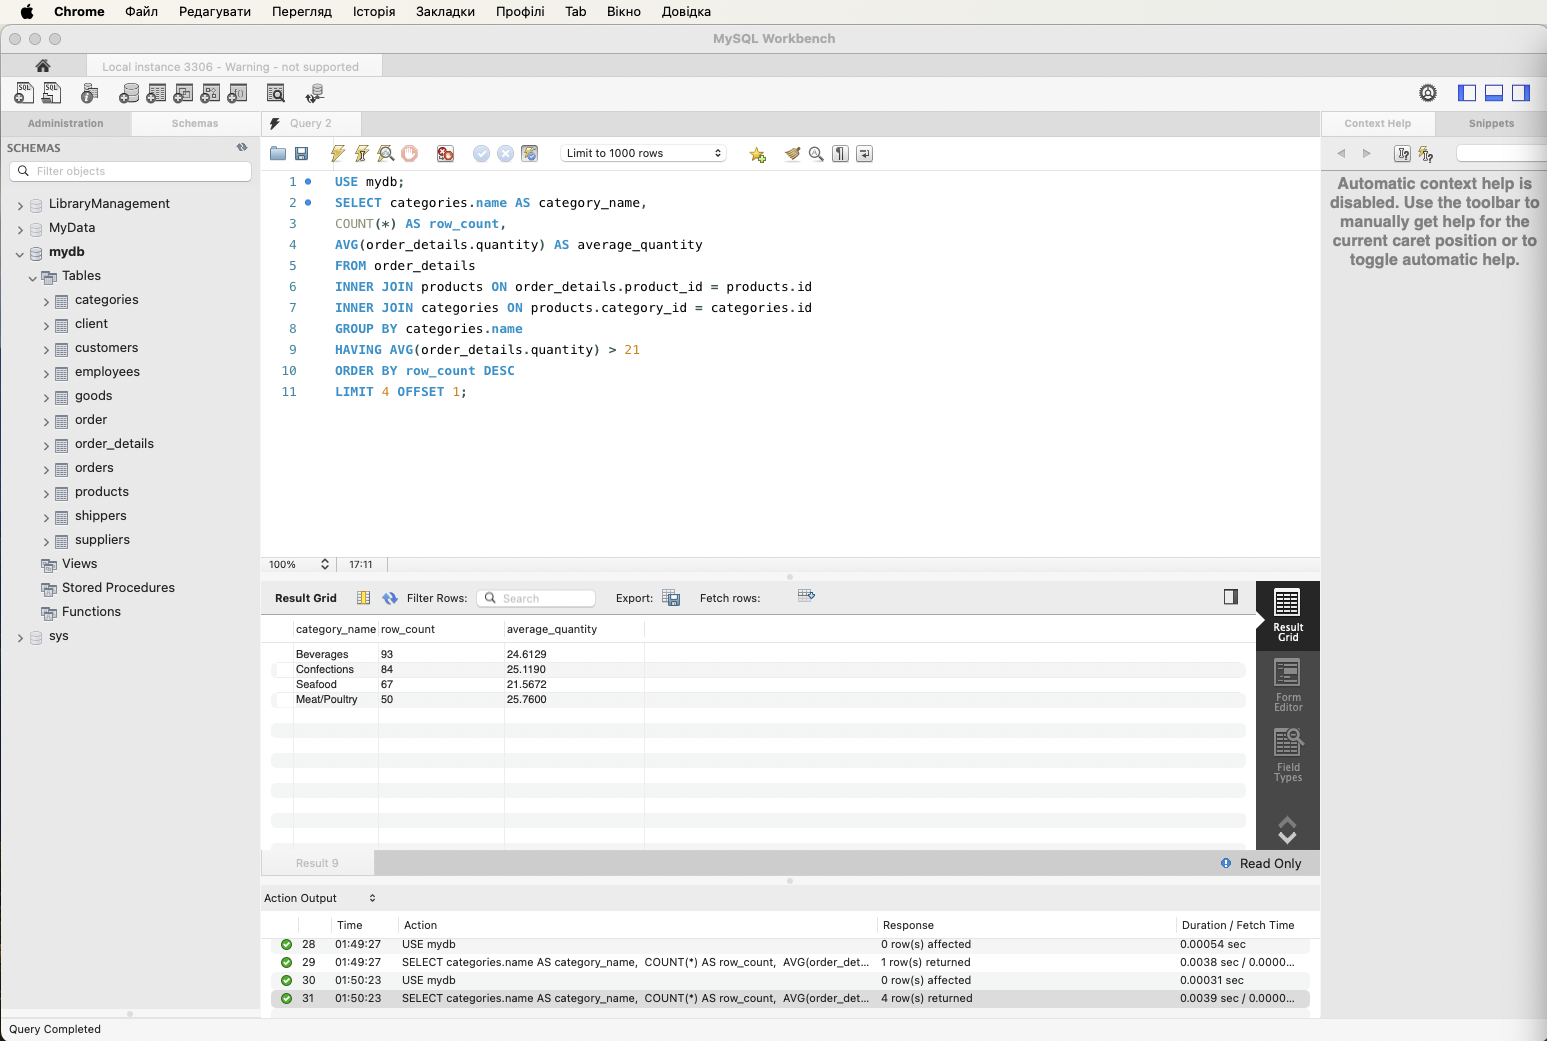 Chrome Файл Редагувати Перегляд Історія Закладки Профілі Tab Вікно Довідка
MySQL Workbench
Local instance 3306 - Warning - not supported
Administration Schemas
Query 2
Context Help Snippets
SCHEMAS
Filter objects
LibraryManagement
MyData
mydb
Tables
categories
client
customers
employees
goods
order
order_details
orders
products
shippers
suppliers
Views
Stored Procedures
Functions
sys
Limit to 1000 rows
1 USE mydb;
2 SELECT categories.name AS category_name,
3 COUNT(*) AS row_count,
4 AVG(order_details.quantity) AS average_quantity
5 FROM order_details
6 INNER JOIN products ON order_details.product_id = products.id
7 INNER JOIN categories ON products.category_id = categories.id
8 GROUP BY categories.name
9 HAVING AVG(order_details.quantity) > 21
10 ORDER BY row_count DESC
11 LIMIT 4 OFFSET 1;
Automatic context help is
disabled. Use the toolbar to
manually get help for the
current caret position or to
toggle automatic help.
100% 17:11
Result Grid Filter Rows: Search Export: Fetch rows:
category_name row_count average_quantity
Beverages 93 24.6129
Confections 84 25.1190
Seafood 67 21.5672
Meat/Poultry 50 25.7600
Result
Grid
Form
Editor
Field
Types
Result 9
Read Only
Action Output
Time Action Response Duration / Fetch Time
28 01:49:27 USE mydb 0 row(s) affected 0.00054 sec
29 01:49:27 SELECT categories.name AS category_name, COUNT(*) AS row_count, AVG(order_det... 1 row(s) returned 0.0038 sec / 0.0000...
30 01:50:23 USE mydb 0 row(s) affected 0.00031 sec
31 01:50:23 SELECT categories.name AS category_name, COUNT(*) AS row_count, AVG(order_det... 4 row(s) returned 0.0039 sec / 0.0000...
Query Completed